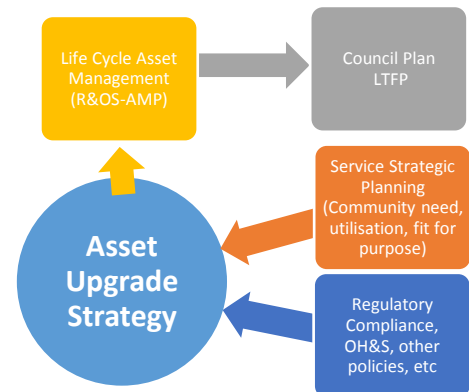 Life Cycle Asset
Management
(R&OS-AMP)
Council Plan
LTFP
Service Strategic
Planning
(Community need,
utilisation, fit for
purpose)
Asset
Upgrade
Strategy
Regulatory
Compliance,
OH&S, other
policies, etc